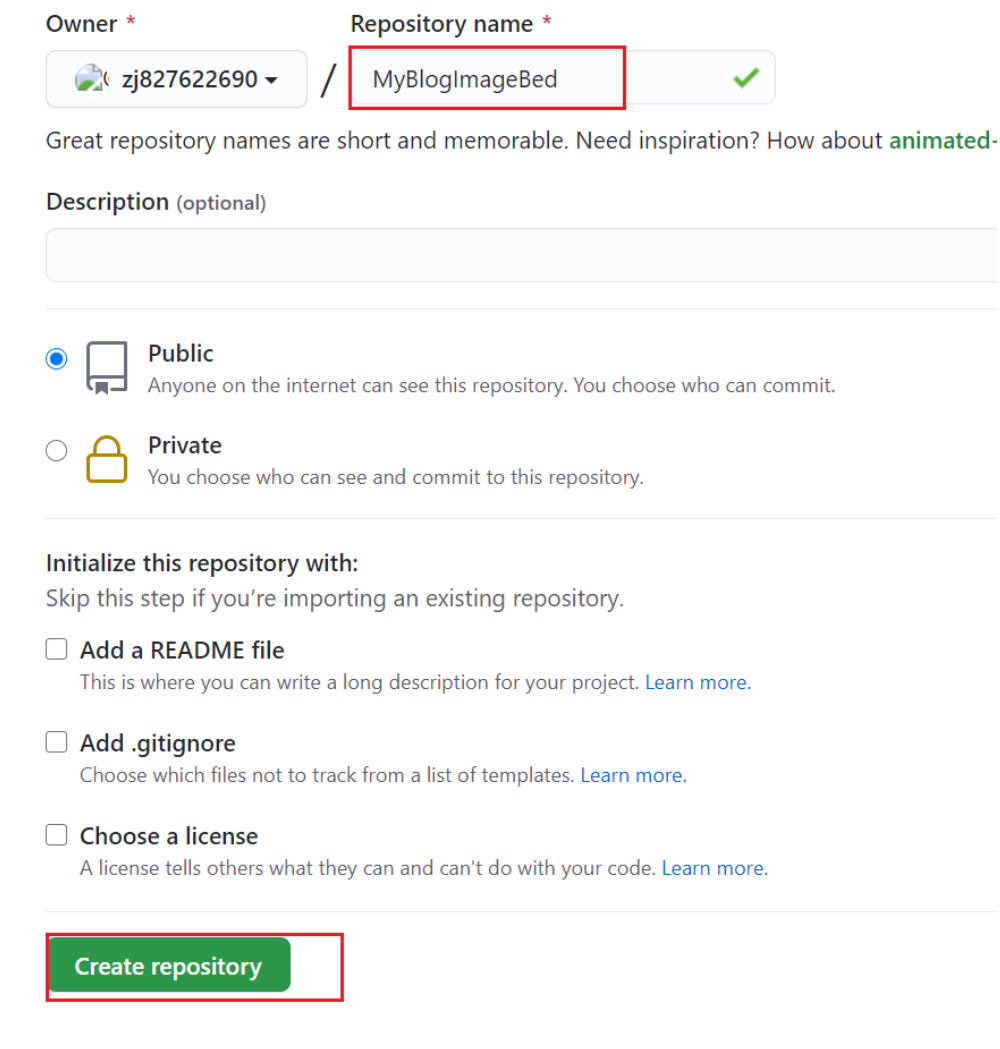 Owner * Repository name *
zj827622690 / MyBlogImageBed
Great repository names are short and memorable. Need inspiration? How about animated-
Description (optional)
Public
Anyone on the internet can see this repository. You choose who can commit.
Private
You choose who can see and commit to this repository.
Initialize this repository with:
Skip this step if you’re importing an existing repository.
Add a README file
This is where you can write a long description for your project. Learn more.
Add .gitignore
Choose which files not to track from a list of templates. Learn more.
Choose a license
A license tells others what they can and can't do with your code. Learn more.
Create repository